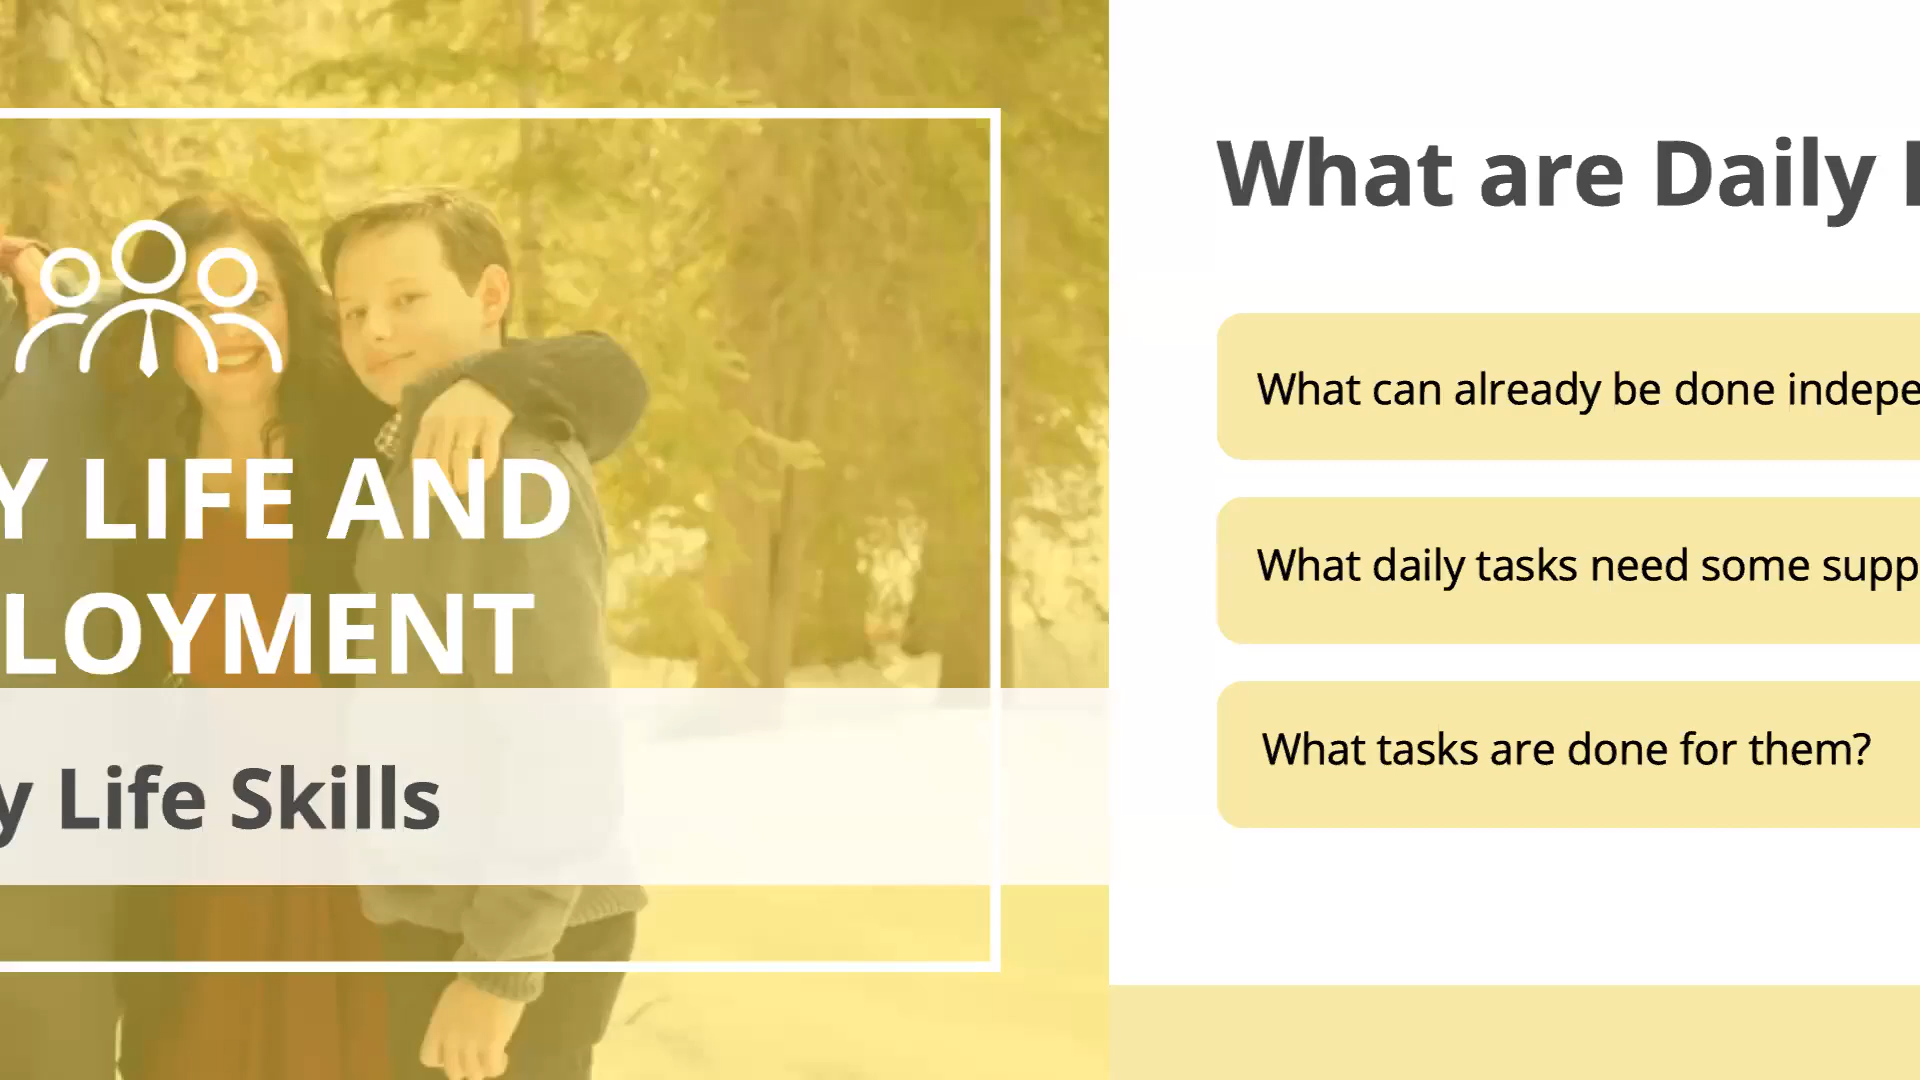 Y LIFE AND
LOYMENT
y Life Skills
What are Daily
What can already be done indepe
What daily tasks need some supp
What tasks are done for them?